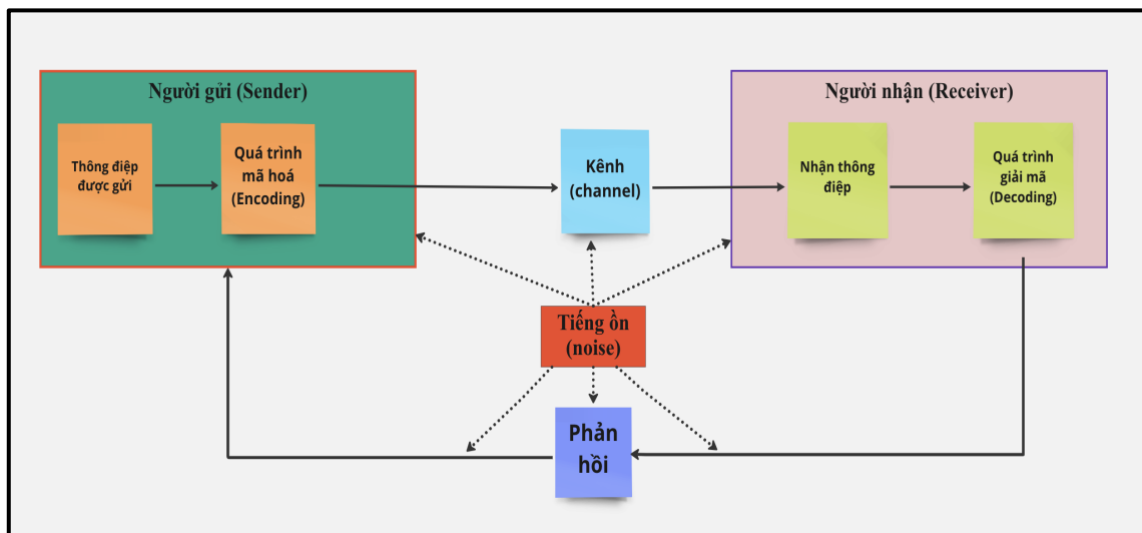 Người gửi (Sender)
Thông điệp
được gửi
Quá trình
mã hoá
(Encoding)
Kênh
(channel)
Người nhận (Receiver)
Nhận thông
điệp
Quá trình
giải mã
(Decoding)
Tiếng ồn
(noise)
Phản
hồi